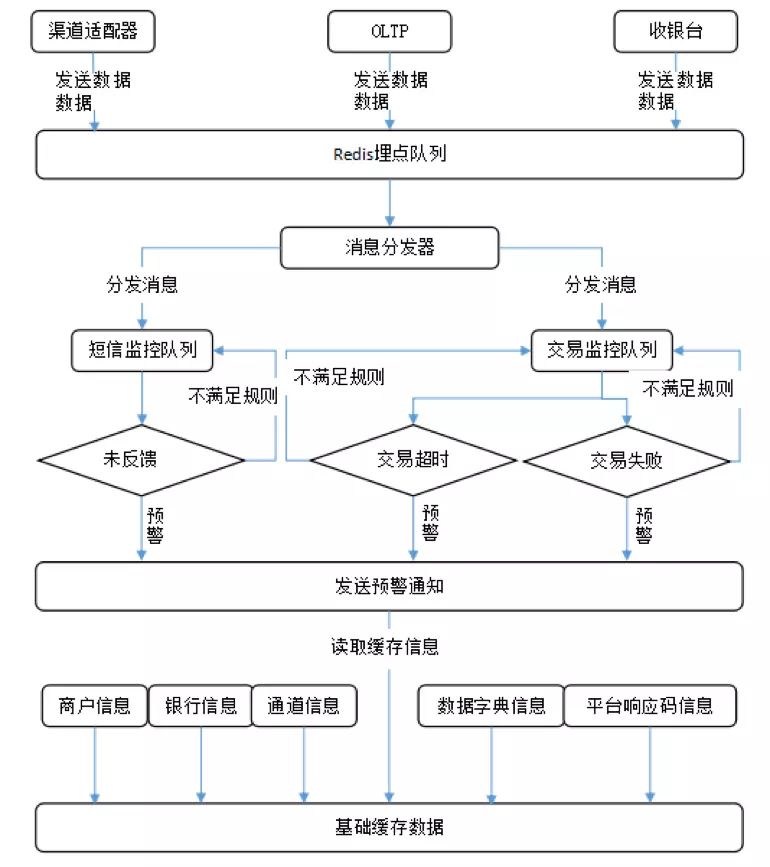 渠道适配器
OLTP
收银台
发送数据
数据
发送数据
数据
发送数据
数据
Redis埋点队列
消息分发器
分发消息
分发消息
短信监控队列
交易监控队列
不满足规则
不满足规则
不满足规则
未反馈
交易超时
交易失败
预
警
预
警
预
警
发送预警通知
读取缓存信息
商户信息
银行信息
通道信息
数据字典信息
平台响应码信息
基础缓存数据